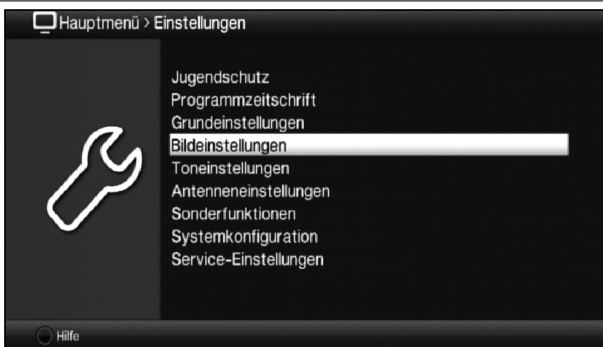 Hauptmenü > Einstellungen
Jugendschutz
Programmzeitschrift
Grundeinstellungen
Bildeinstellungen
Toneinstellungen
Antenneneinstellungen
Sonderfunktionen
Systemkonfiguration
Service-Einstellungen
Hilfe